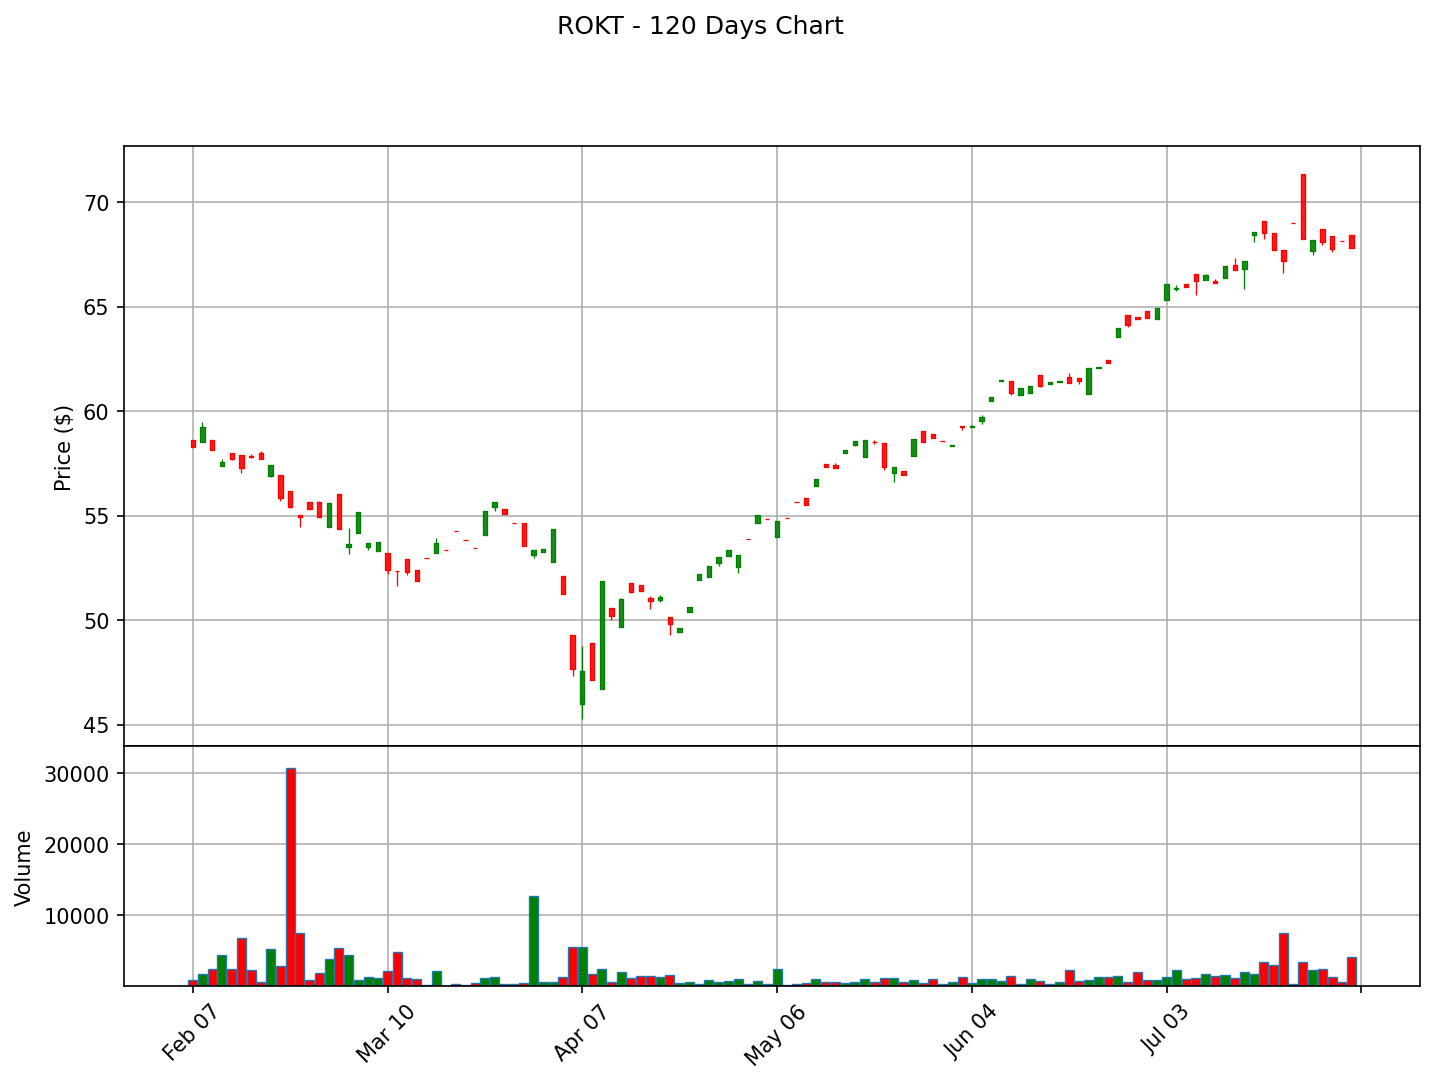 ROKT - 120 Days Chart
Price ($)
70
65
60
55
50
45
Volume
30000
20000
10000
Feb 07
Mar 10
Apr 07
May 06
Jun 04
Jul 03